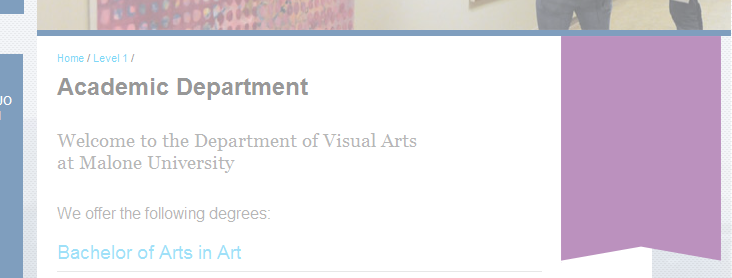 Home / Level 1 /
Academic Department
Welcome to the Department of Visual Arts
at Malone University
We offer the following degrees:
Bachelor of Arts in Art